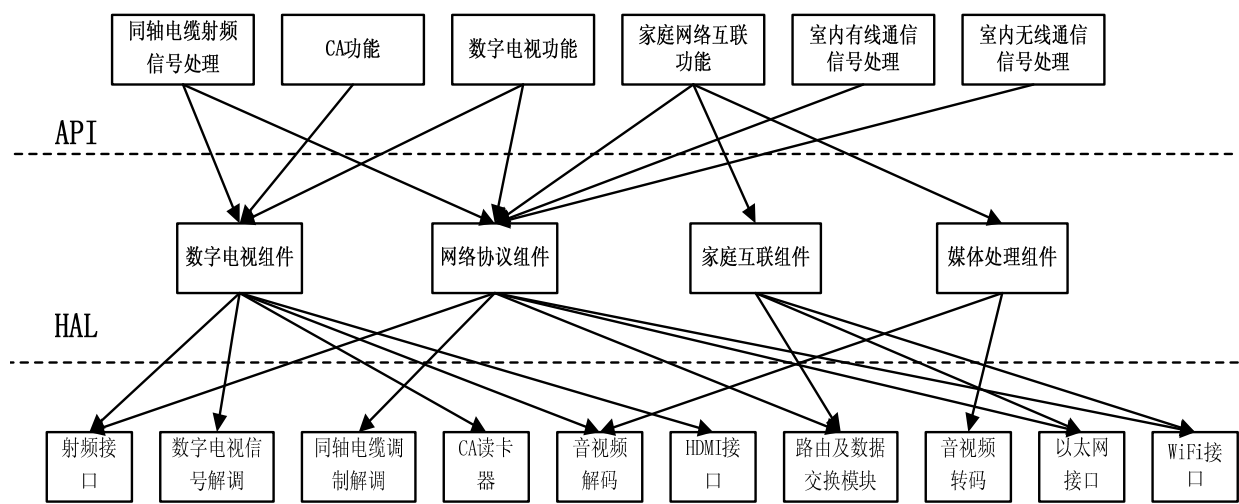 同轴电缆射频
信号处理
CA功能
数字电视功能
家庭网络互联
功能
室内有线通信
信号处理
室内无线通信
信号处理
API
数字电视组件
网络协议组件
家庭互联组件
媒体处理组件
HAL
射频接
口
数字电视信
号解调
同轴电缆调
制解调
CA读卡
器
音视频
解码
HDMI接
口
路由及数据
交换模块
音视频
转码
以太网
接口
WiFi接
口